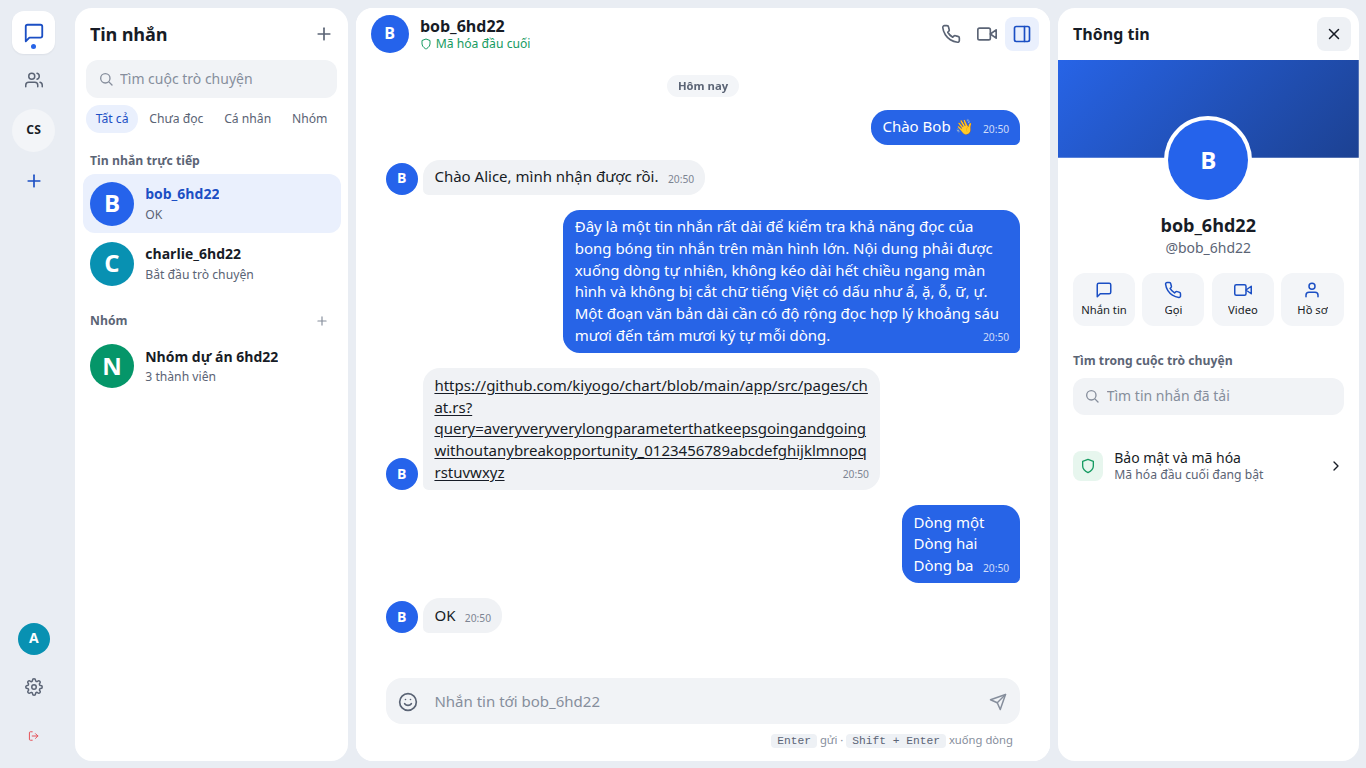 CS
A
Tin nhắn
Tìm cuộc trò chuyện
Tất cả
Chưa đọc
Cá nhân
Nhóm
Tin nhắn trực tiếp
B
bob_6hd22
OK
C
charlie_6hd22
Bắt đầu trò chuyện
Nhóm
N
Nhóm dự án 6hd22
3 thành viên
B
bob_6hd22
Mã hóa đầu cuối
Hôm nay
Chào Bob 👋 20:50
B
Chào Alice, mình nhận được rồi. 20:50
Đây là một tin nhắn rất dài để kiểm tra khả năng đọc của
bong bóng tin nhắn trên màn hình lớn. Nội dung phải được
xuống dòng tự nhiên, không kéo dài hết chiều ngang màn
hình và không bị cắt chữ tiếng Việt có dấu như ấ, ặ, ỗ, ữ, ự.
Một đoạn văn bản dài cần có độ rộng đọc hợp lý khoảng sáu
mươi đến tám mươi ký tự mỗi dòng. 20:50
https://github.com/kiyogo/chart/blob/main/app/src/pages/ch
at.rs?
query=averyveryverylongparameterthatkeepsgoingandgoing
withoutanybreakopportunity_0123456789abcdefghijklmnopq
rstuvwxyz 20:50
B
Dòng một
Dòng hai
Dòng ba 20:50
B
OK 20:50
Nhắn tin tới bob_6hd22
Enter gửi · Shift + Enter xuống dòng
Thông tin
B
bob_6hd22
@bob_6hd22
Nhắn tin
Gọi
Video
Hồ sơ
Tìm trong cuộc trò chuyện
Tìm tin nhắn đã tải
Bảo mật và mã hóa
Mã hóa đầu cuối đang bật